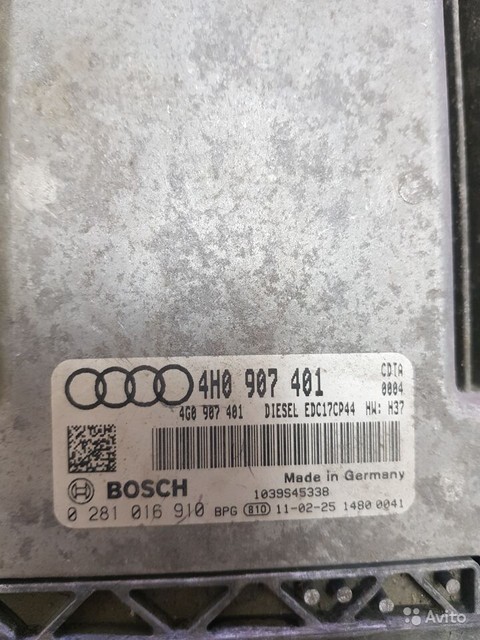 4H0 907 401 CDTA
0004
4G0 907 401 DIESEL EDC17CP44 HW: H37
Made in Germany
BOSCH 1039S45338
0 281 016 910 BPG 810 11-02-25 1480 0041
Avito